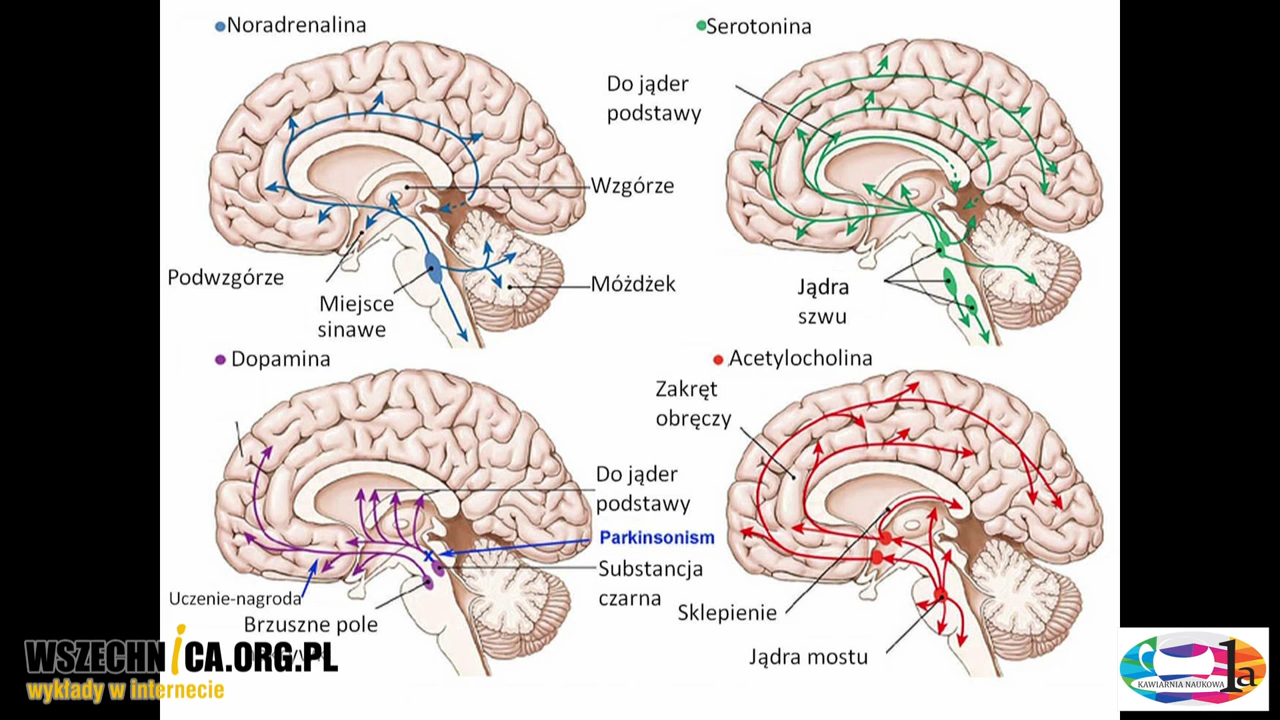 Noradrenalina
Serotonina
Do jąder
podstawy
Wzgórze
Podwzgórze
Miejsce
sinawe
Móżdżek
Jądra
szwu
Dopamina
Acetylocholina
Zakręt
obręczy
Do jąder
podstawy
Parkinsonism
Substancja
czarna
Uczenie-nagroda
Brzuszne pole
Sklepienie
Jądra mostu
WSZECHNiCA.ORG.PL
wykłady w internecie
KAWIARNIA NAUKOWA
1a